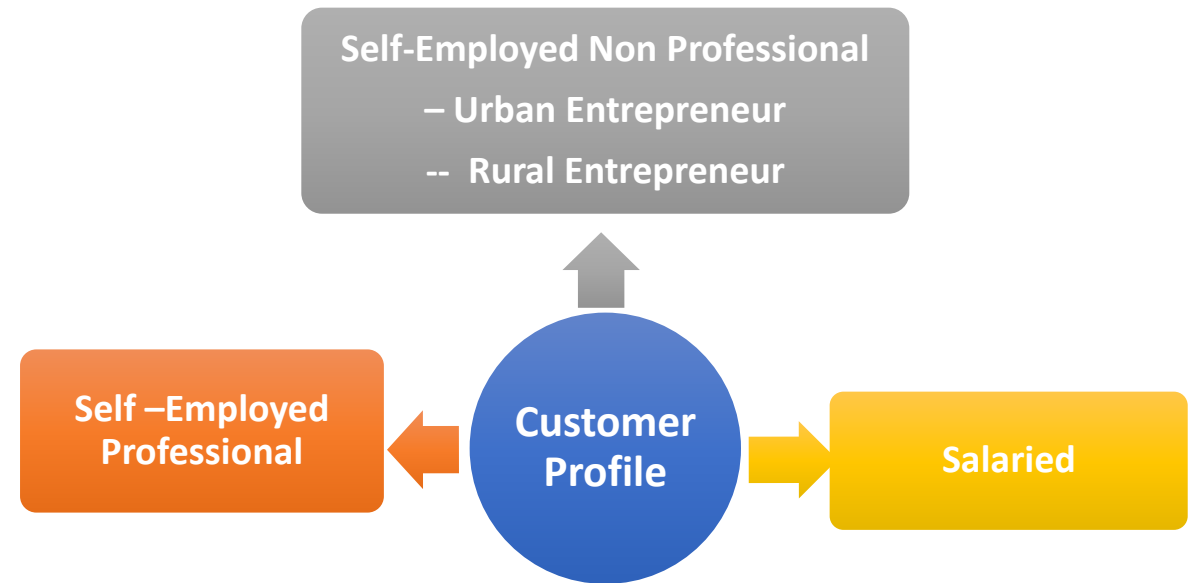 Self-Employed Non Professional
– Urban Entrepreneur
-- Rural Entrepreneur
Self –Employed
Professional
Customer
Profile
Salaried